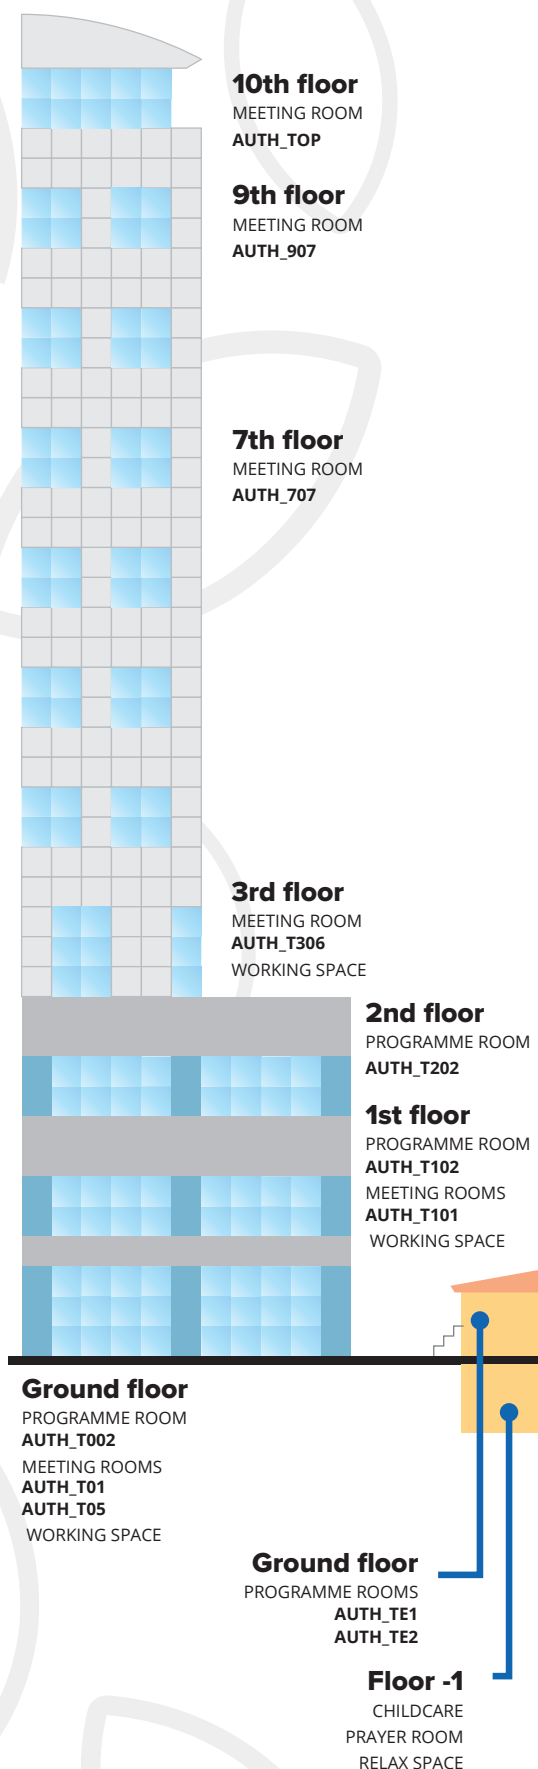 10th floor
MEETING ROOM
AUTH_TOP
9th floor
MEETING ROOM
AUTH_907
7th floor
MEETING ROOM
AUTH_707
3rd floor
MEETING ROOM
AUTH_T306
WORKING SPACE
2nd floor
PROGRAMME ROOM
AUTH_T202
1st floor
PROGRAMME ROOM
AUTH_T102
MEETING ROOMS
AUTH_T101
WORKING SPACE
Ground floor
PROGRAMME ROOM
AUTH_T002
MEETING ROOMS
AUTH_T01
AUTH_T05
WORKING SPACE
Ground floor
PROGRAMME ROOMS
AUTH_TE1
AUTH_TE2
Floor -1
CHILDCARE
PRAYER ROOM
RELAX SPACE